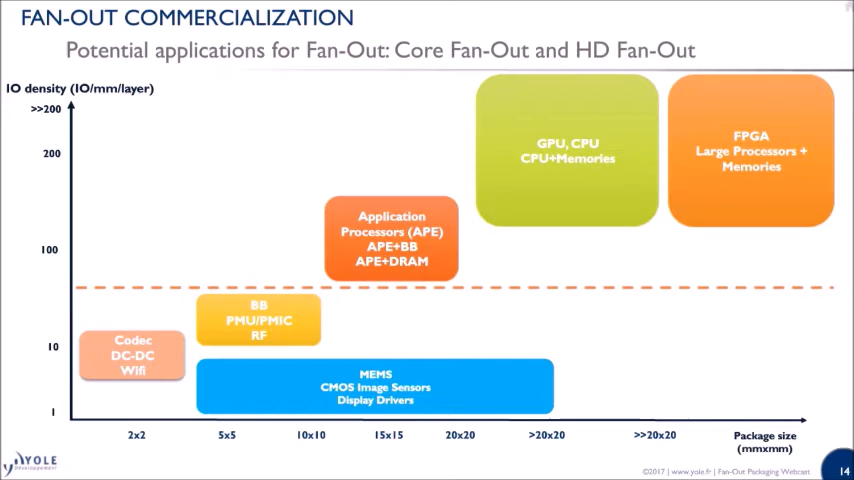 FAN-OUT COMMERCIALIZATION
Potential applications for Fan-Out: Core Fan-Out and HD Fan-Out
IO density (IO/mm/layer)
>>200
200
100
10
1
GPU, CPU
CPU+Memories
FPGA
Large Processors +
Memories
Application
Processors (APE)
APE+BB
APE+DRAM
BB
PMU/PMIC
RF
Codec
DC-DC
Wifi
MEMS
CMOS Image Sensors
Display Drivers
2x2
5x5
10x10
15x15
20x20
>20x20
>>20x20
Package size
(mmxmm)
YOLE
Développement
©2017 | www.yole.fr | Fan-Out Packaging Webcast
14